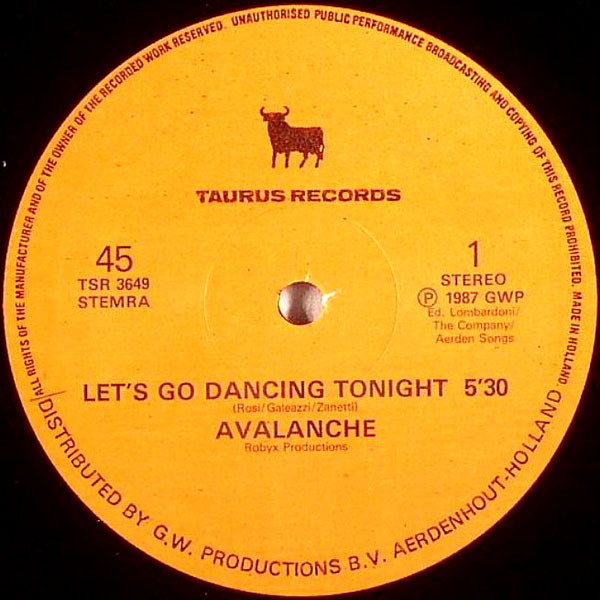 ALL RIGHTS OF THE MANUFACTURER AND OF THE OWNER OF THE RECORDED WORK RESERVED. UNAUTHORISED PUBLIC PERFORMANCE BROADCASTING AND COPYING OF THIS RECORD PROHIBITED. MADE IN HOLLAND
TAURUS RECORDS
45
TSR 3649
STEMRA
1
STEREO
Ⓟ 1987 GWP
Ed. Lombardoni/
The Company/
Aerden Songs
LET'S GO DANCING TONIGHT 5'30
(Rosi/Galeazzi/Zanetti)
AVALANCHE
Robyx Productions
DISTRIBUTED BY G.W. PRODUCTIONS B.V. AERDENHOUT-HOLLAND